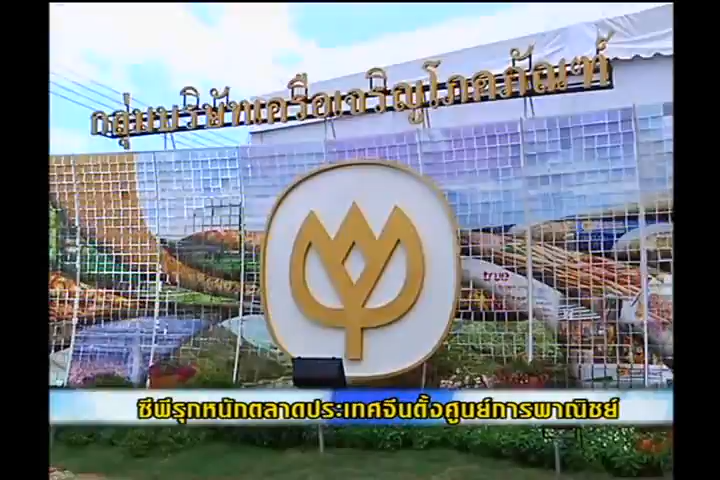 กลุ่มบริษัทเครือเจริญโภคภัณฑ์
true
ซีพีรุกหนักตลาดประเทศจีนตั้งศูนย์การพาณิชย์